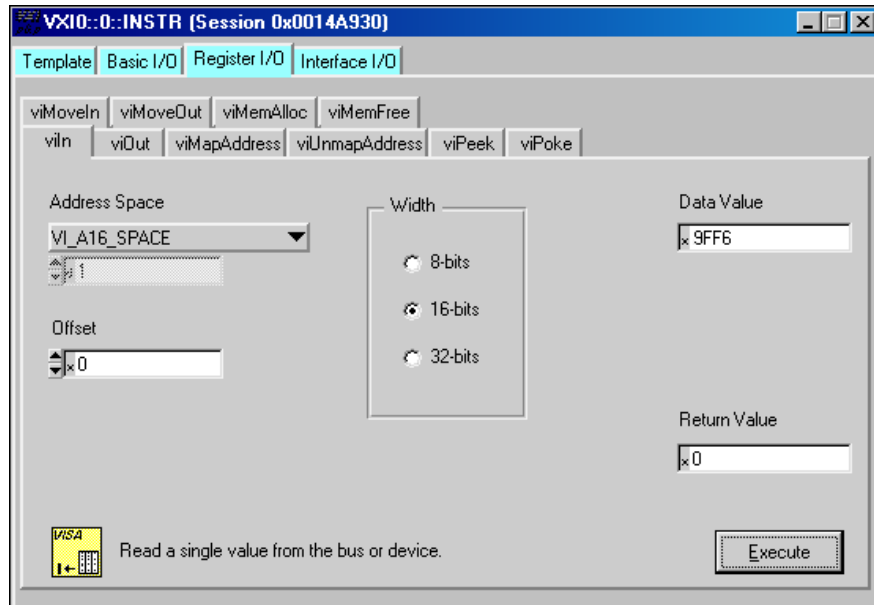 VXI0::0::INSTR (Session 0x0014A930)
Template Basic I/O Register I/O Interface I/O
viMoveIn viMoveOut viMemAlloc viMemFree
viIn viOut viMapAddress viUnmapAddress viPeek viPoke
Address Space
VI_A16_SPACE
1
Offset
x 0
Width
8-bits
16-bits
32-bits
Data Value
x 9FF6
Return Value
x 0
VISA
Read a single value from the bus or device.
Execute